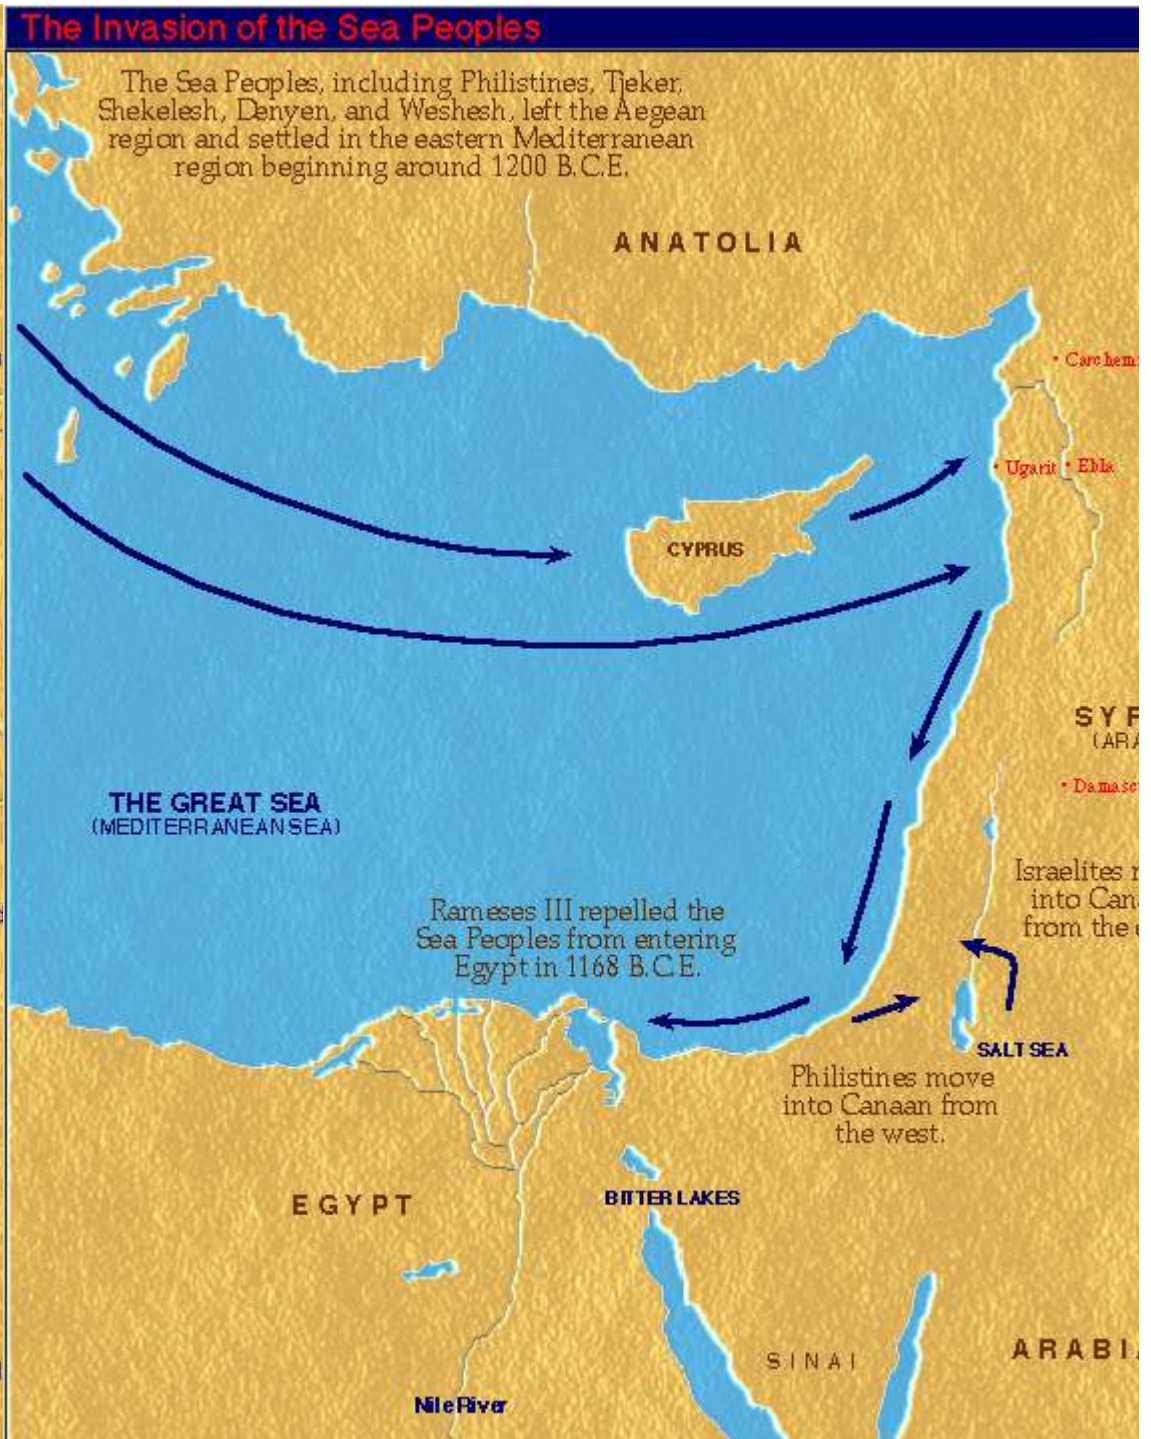 The Invasion of the Sea Peoples
The Sea Peoples, including Philistines, Tjeker,
Shekelesh, Denyen, and Weshesh, left the Aegean
region and settled in the eastern Mediterranean
region beginning around 1200 B.C.E.
ANATOLIA
Carchem
Ugarit
Ebla
CYPRUS
SYR
(ARA
Damasc
THE GREAT SEA
(MEDITERRANEAN SEA)
Israelites
into Can
from the
Rameses III repelled the
Sea Peoples from entering
Egypt in 1168 B.C.E.
SALT SEA
Philistines move
into Canaan from
the west.
BITTER LAKES
EGYPT
SINAI
ARABI
Nile River